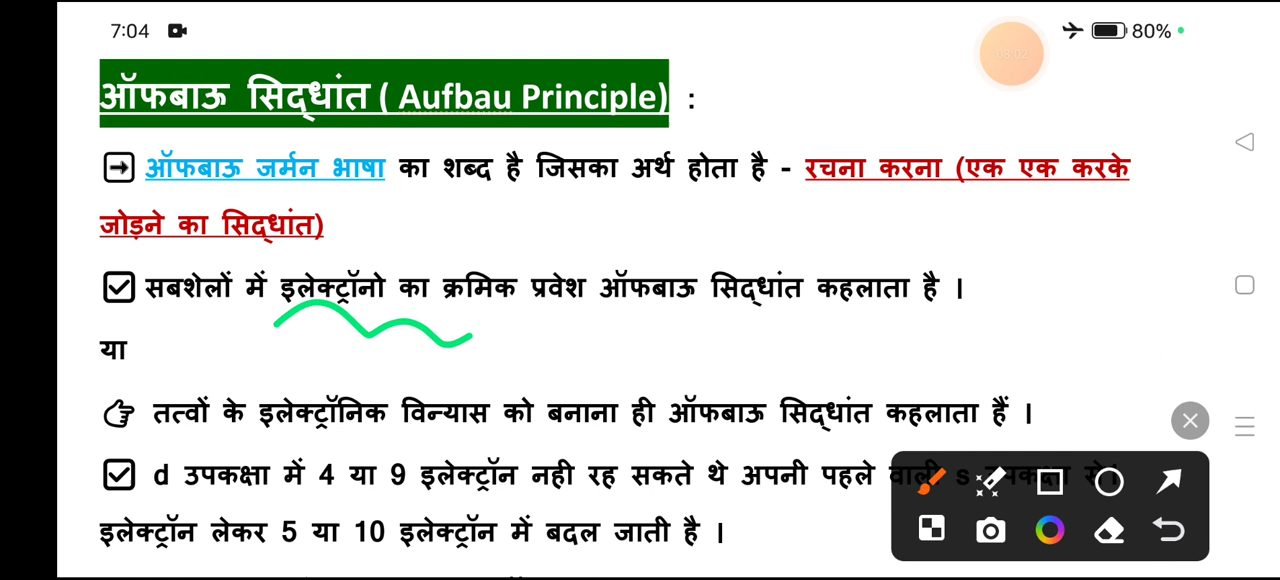 7:04
80%
ऑफबाऊ सिद्धांत ( Aufbau Principle) :
ऑफबाऊ जर्मन भाषा का शब्द है जिसका अर्थ होता है - रचना करना (एक एक करके
जोड़ने का सिद्धांत)
सबशेलों में इलेक्ट्रॉनो का क्रमिक प्रवेश ऑफबाऊ सिद्धांत कहलाता है ।
या
तत्वों के इलेक्ट्रॉनिक विन्यास को बनाना ही ऑफबाऊ सिद्धांत कहलाता हैं ।
d उपकक्षा में 4 या 9 इलेक्ट्रॉन नही रह सकते थे अपनी पहले वाली s
इलेक्ट्रॉन लेकर 5 या 10 इलेक्ट्रॉन में बदल जाती है ।